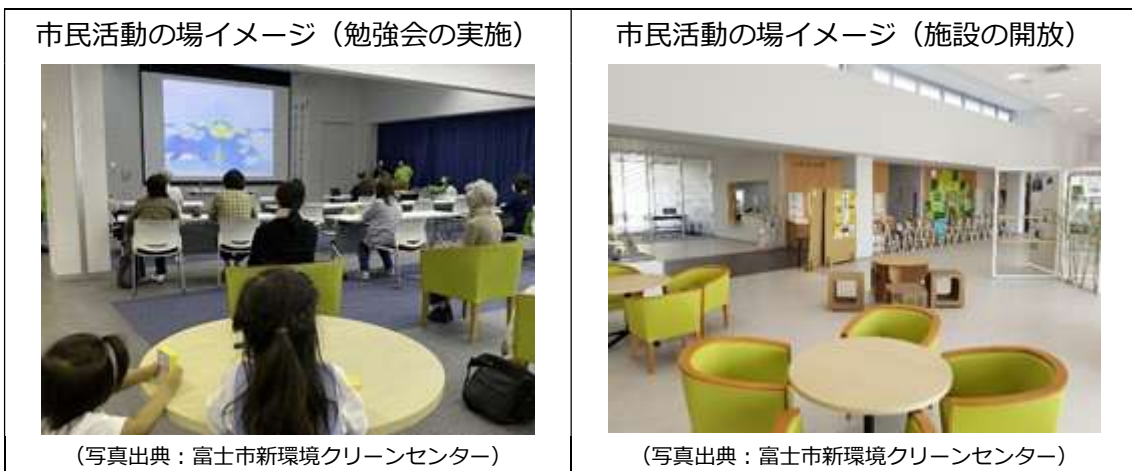 市民活動の場イメージ（勉強会の実施）
市民活動の場イメージ（施設の開放）
（写真出典：富士市新環境クリーンセンター）
（写真出典：富士市新環境クリーンセンター）